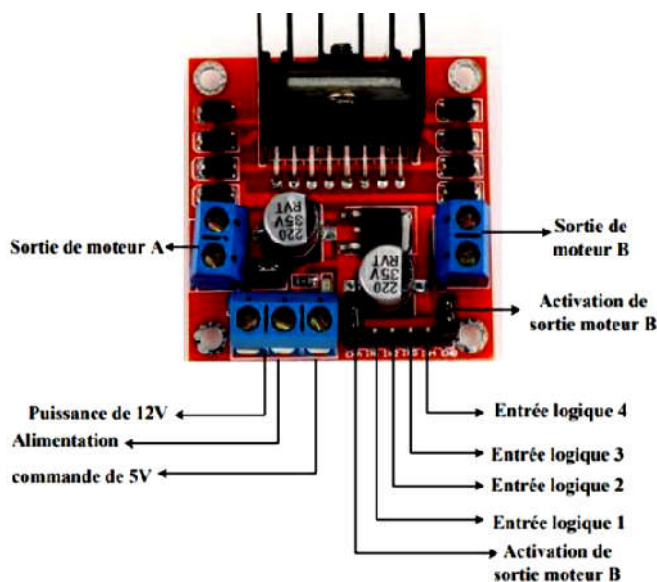 220
35V
RVT
220
35V
RVT
Sortie de moteur A
Sortie de
moteur B
Activation de
sortie moteur B
Puissance de 12V
Alimentation
commande de 5V
Entrée logique 4
Entrée logique 3
Entrée logique 2
Entrée logique 1
Activation de
sortie moteur B